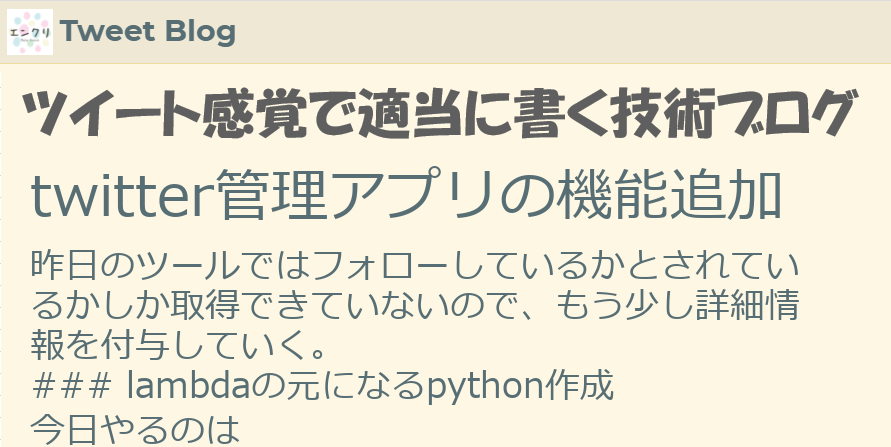 エンクリ
Tweet Blog
ツイート感覚で適当に書く技術ブログ
twitter管理アプリの機能追加
昨日のツールではフォローしているかとされてい
るかしか取得できていないので、もう少し詳細情
報を付与していく。
### lambdaの元になるpython作成
今日やるのは